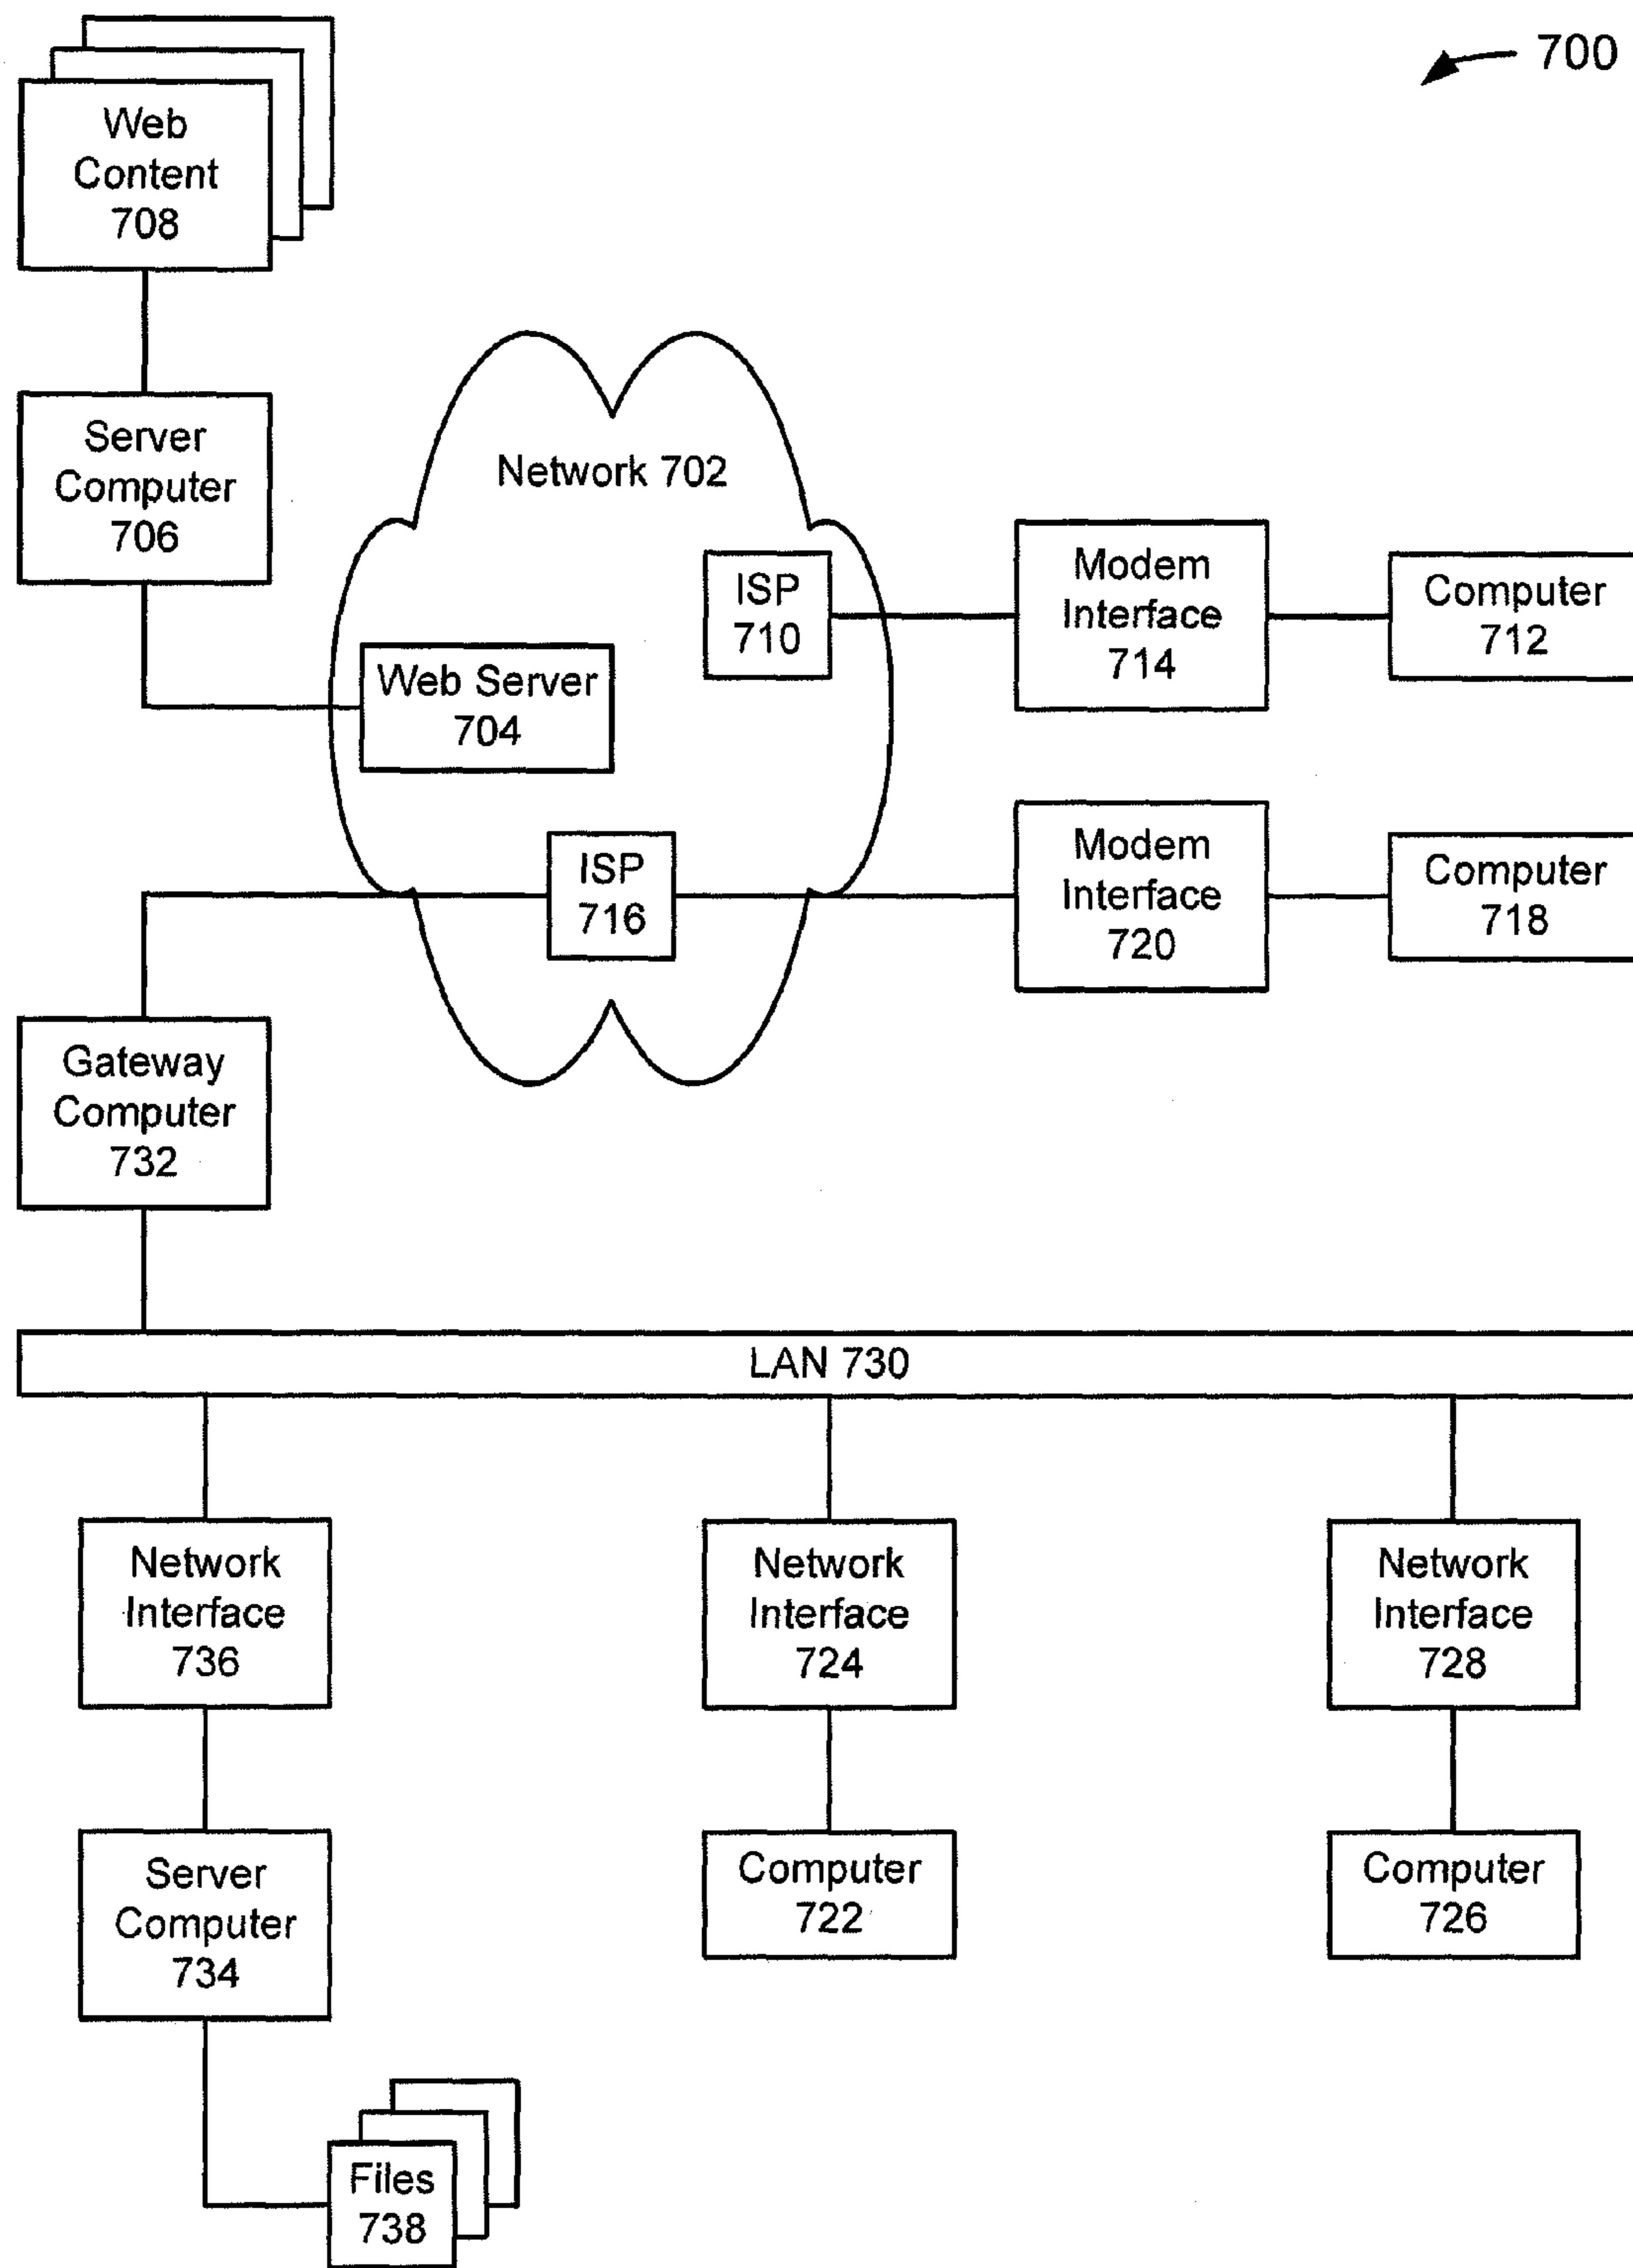 700
Web
Content
708
Server
Computer
706
Network 702
ISP
710
Modem
Interface
714
Computer
712
Web Server
704
ISP
716
Modem
Interface
720
Computer
718
Gateway
Computer
732
LAN 730
Network
Interface
736
Network
Interface
724
Network
Interface
728
Server
Computer
734
Computer
722
Computer
726
Files
738